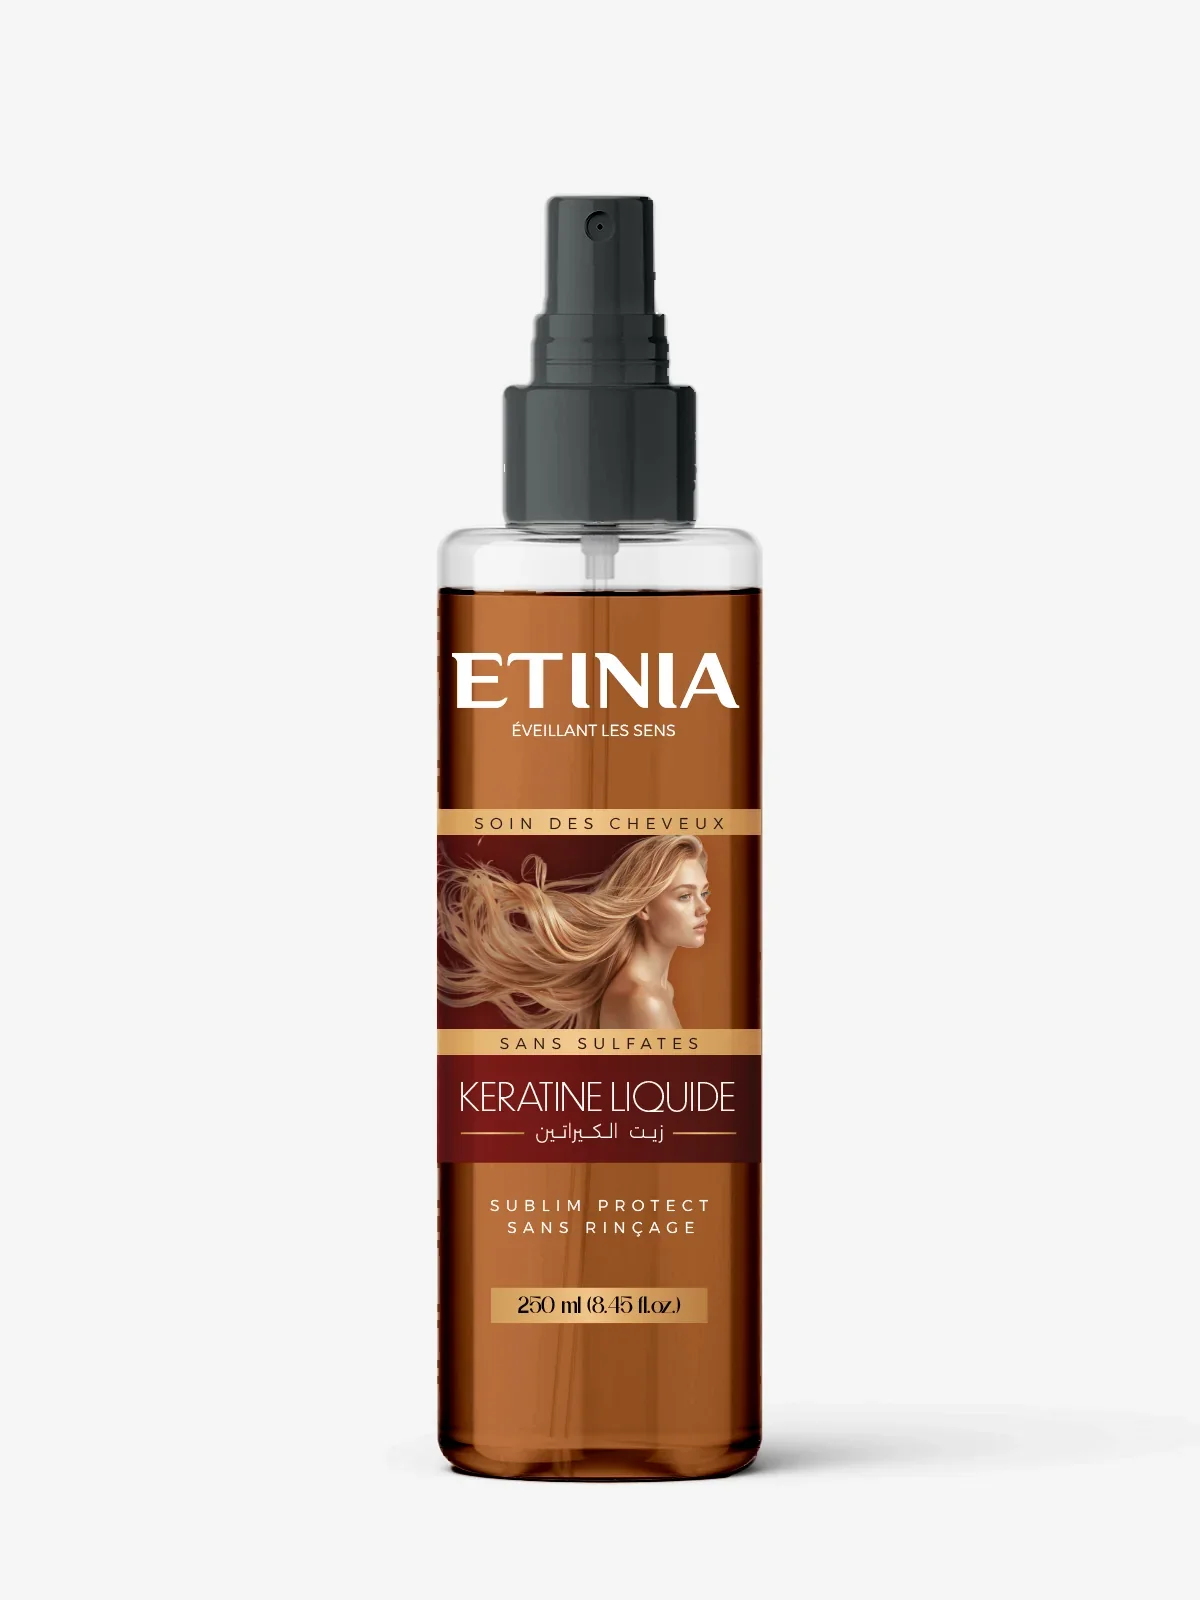 ETINIA
ÉVEILLANT LES SENS
SOIN DES CHEVEUX
SANS SULFATES
KERATINE LIQUIDE
زيت الكيراتين
SUBLIM PROTECT
SANS RINÇAGE
250 ml (8.45 fl.oz.)